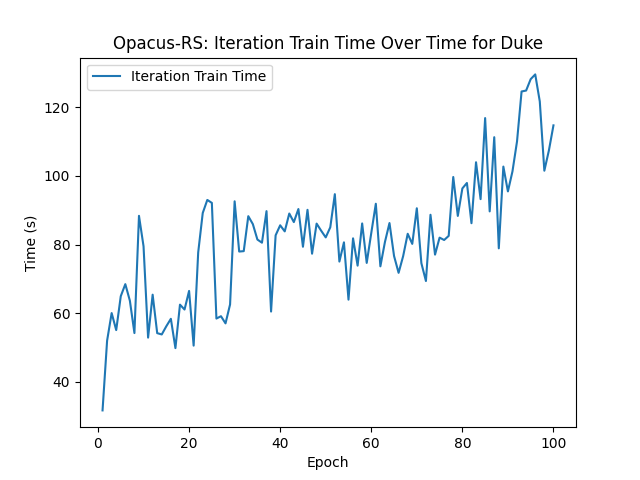 Opacus-RS: Iteration Train Time Over Time for Duke
Iteration Train Time
Time (s)
120
100
80
60
40
0 20 40 60 80 100
Epoch